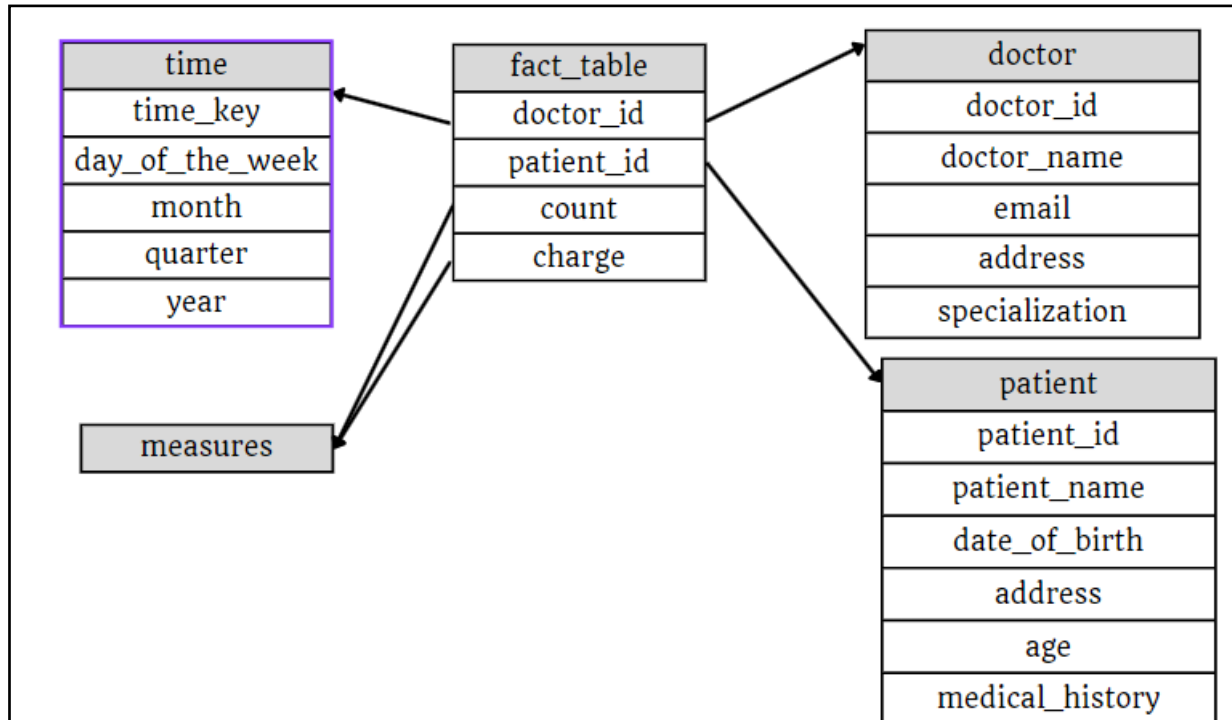 time
time_key
day_of_the_week
month
quarter
year
measures
fact_table
doctor_id
patient_id
count
charge
doctor
doctor_id
doctor_name
email
address
specialization
patient
patient_id
patient_name
date_of_birth
address
age
medical_history